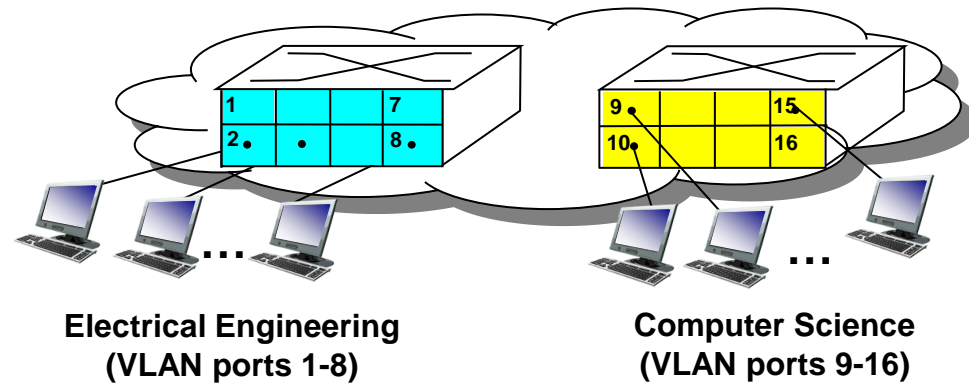 1 7
2 8
9 15
10 16
... ...
Electrical Engineering
(VLAN ports 1-8)
Computer Science
(VLAN ports 9-16)